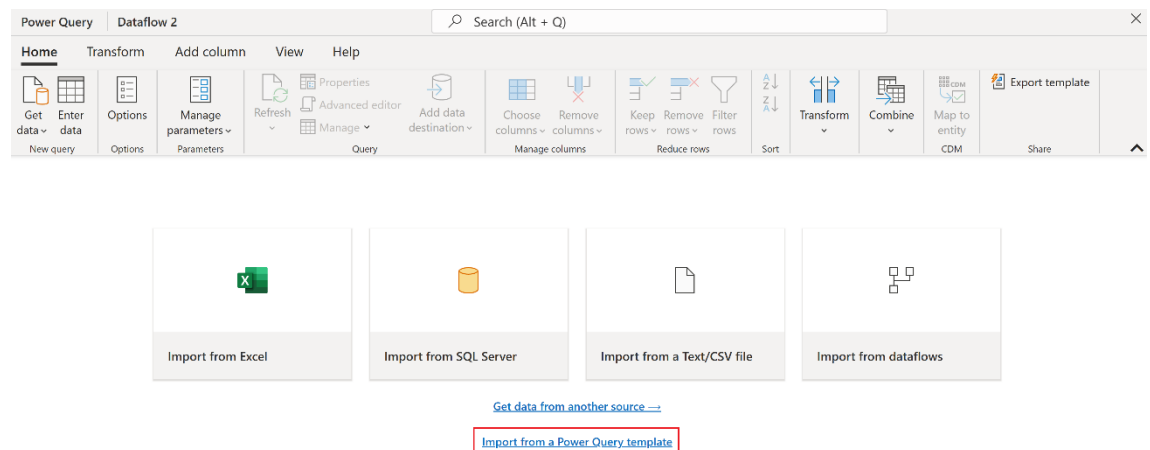 Power Query Dataflow 2 Search (Alt + Q)
Home Transform Add column View Help
Get data Enter data Options Manage parameters Refresh Properties Advanced editor Manage Add data destination Choose columns Remove columns Keep rows Remove rows Filter rows A Z Z A Transform Combine CDM Map to entity Export template
New query Options Parameters Query Manage columns Reduce rows Sort CDM Share
X
Import from Excel Import from SQL Server Import from a Text/CSV file Import from dataflows
Get data from another source →
Import from a Power Query template